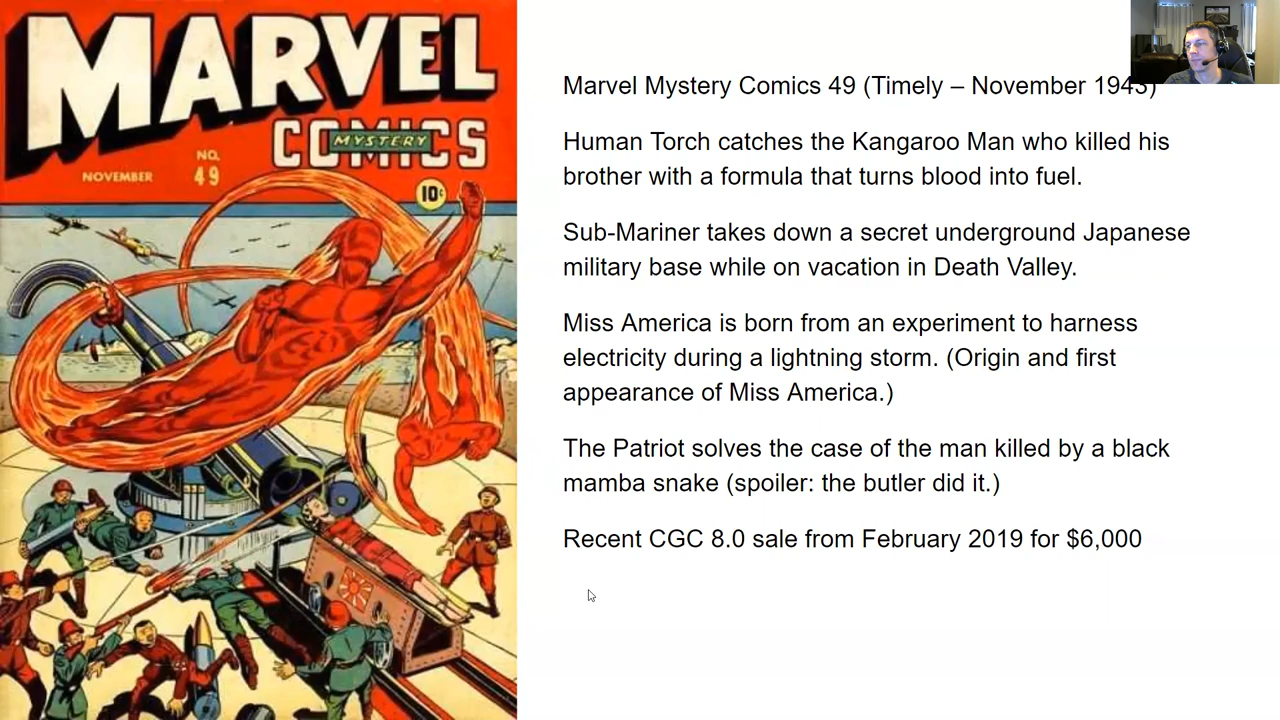 MARVEL
MYSTERY
COMICS
NO.
NOVEMBER 49
10¢
Marvel Mystery Comics 49 (Timely – November 1943)
Human Torch catches the Kangaroo Man who killed his
brother with a formula that turns blood into fuel.
Sub-Mariner takes down a secret underground Japanese
military base while on vacation in Death Valley.
Miss America is born from an experiment to harness
electricity during a lightning storm. (Origin and first
appearance of Miss America.)
The Patriot solves the case of the man killed by a black
mamba snake (spoiler: the butler did it.)
Recent CGC 8.0 sale from February 2019 for $6,000